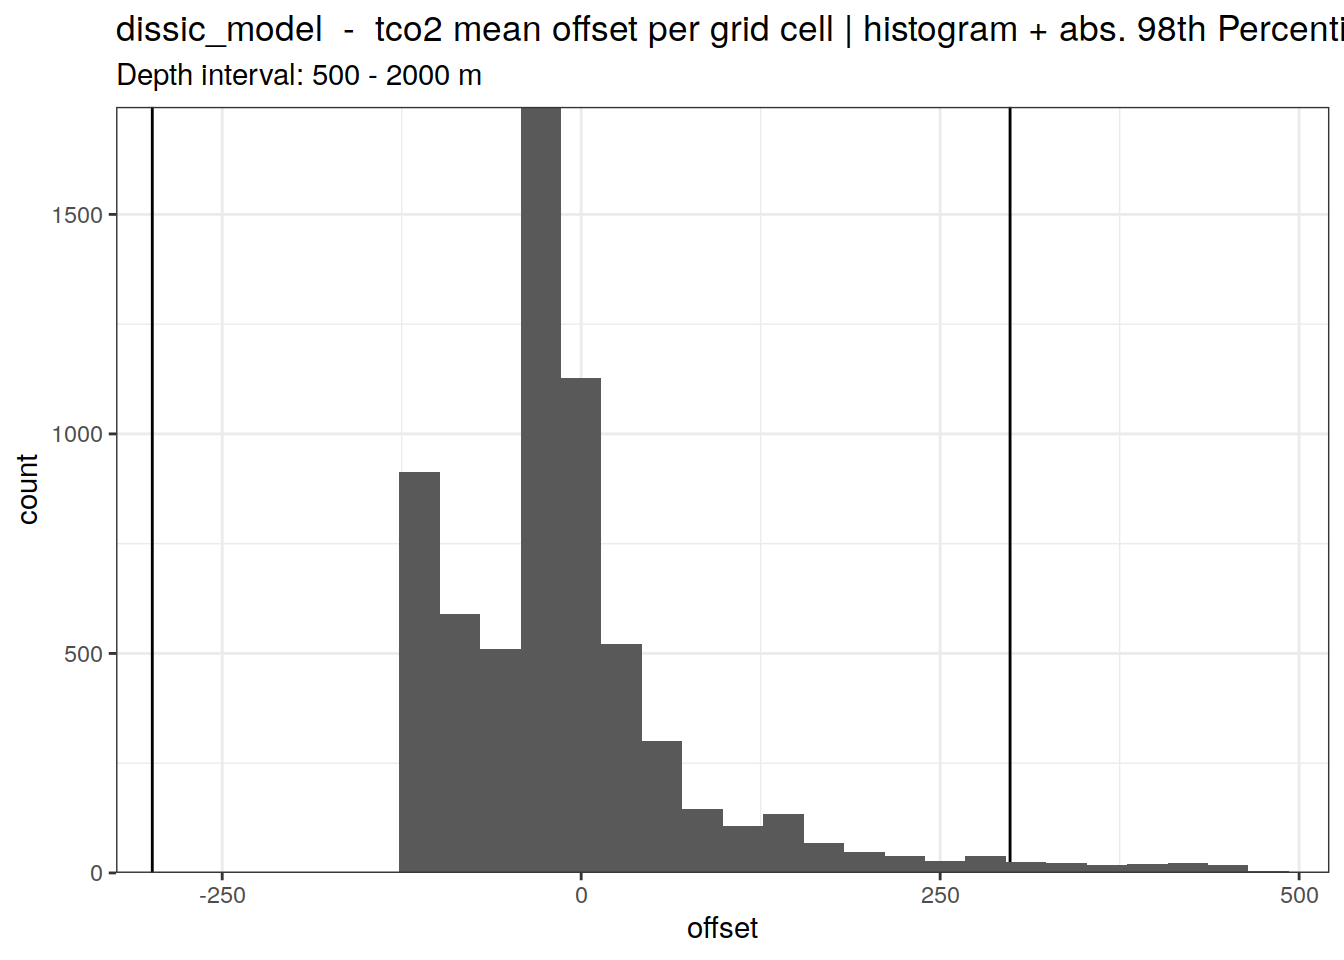 dissic_model  -  tco2 mean offset per grid cell | histogram + abs. 98th Percenti
Depth interval: 500 - 2000 m
1500
1000
500
0
count
-250
0
250
500
offset